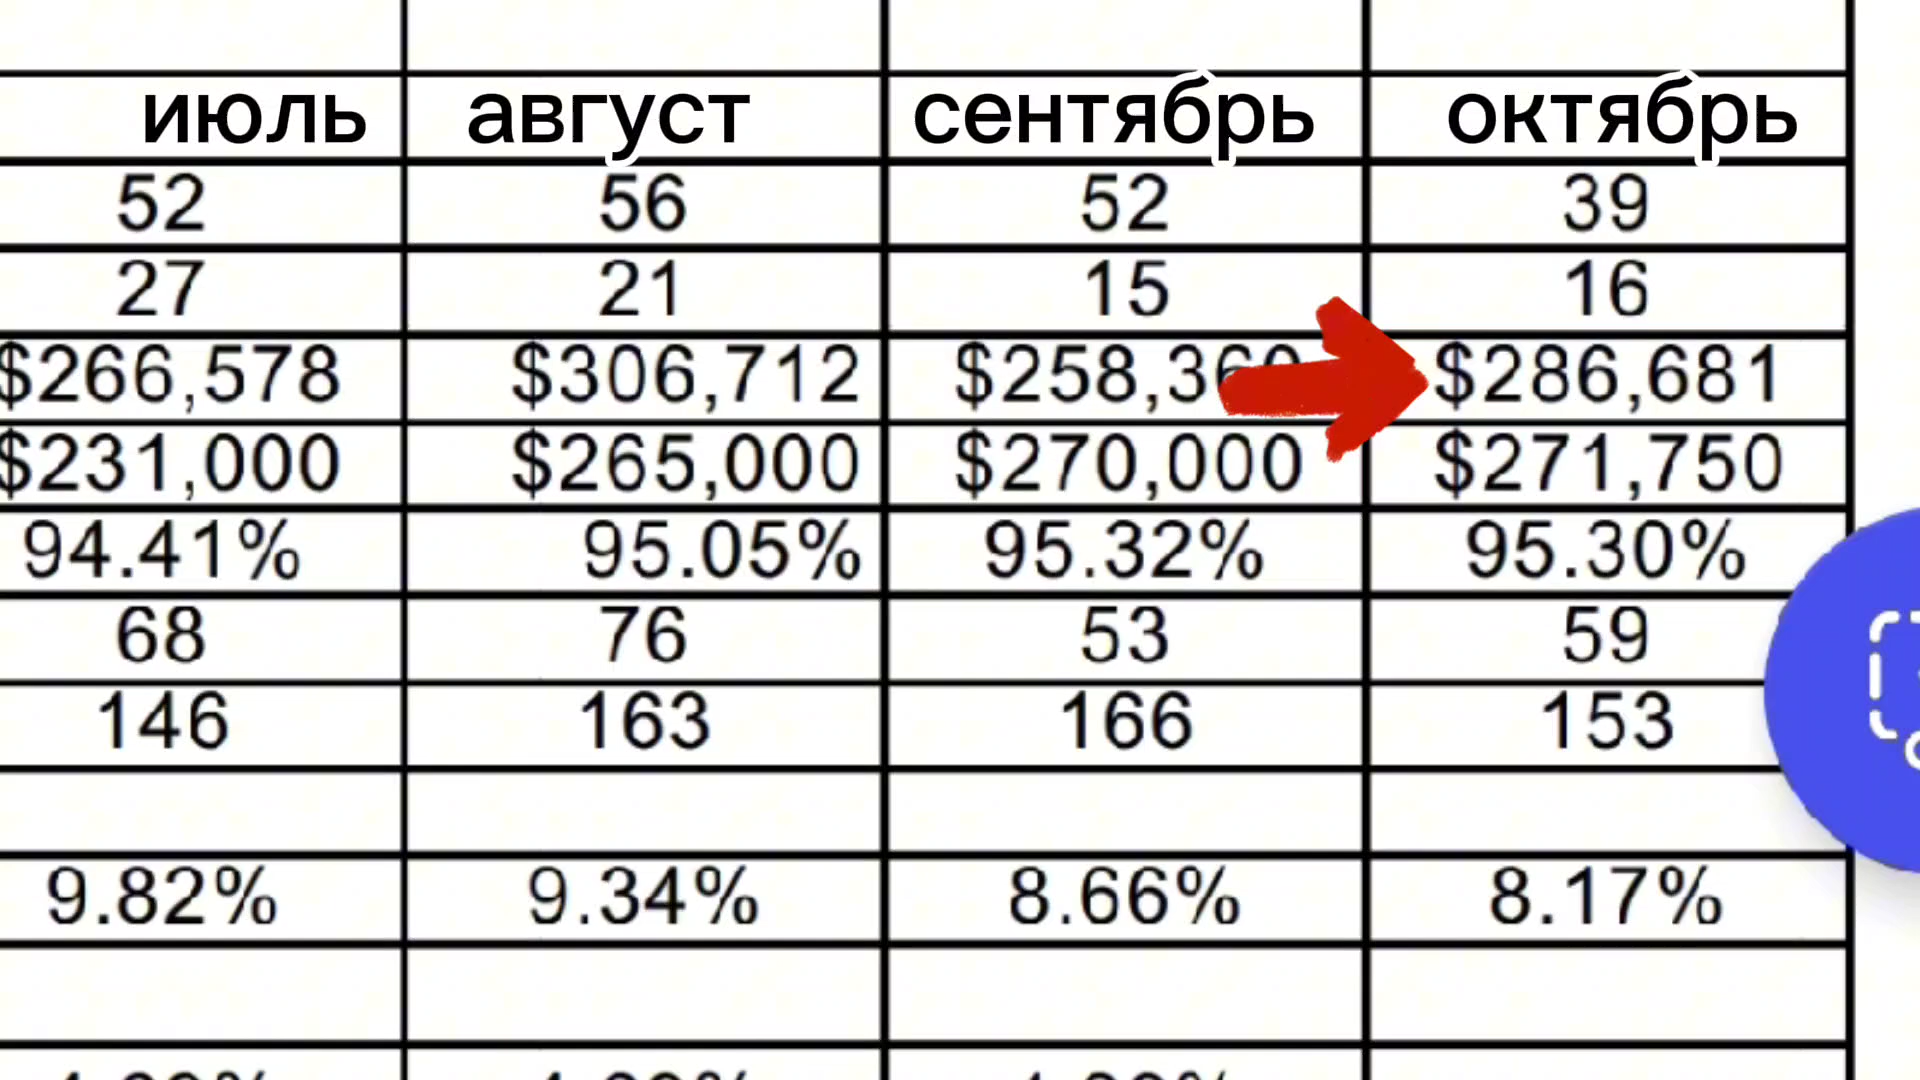 июль август сентябрь октябрь
52 56 52 39
27 21 15 16
$266,578 $306,712 $258,360 $286,681
$231,000 $265,000 $270,000 $271,750
94.41% 95.05% 95.32% 95.30%
68 76 53 59
146 163 166 153
9.82% 9.34% 8.66% 8.17%